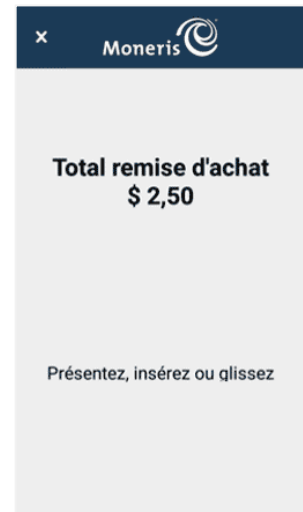 ×
Moneris
Total remise d'achat
$ 2,50
Présentez, insérez ou glissez